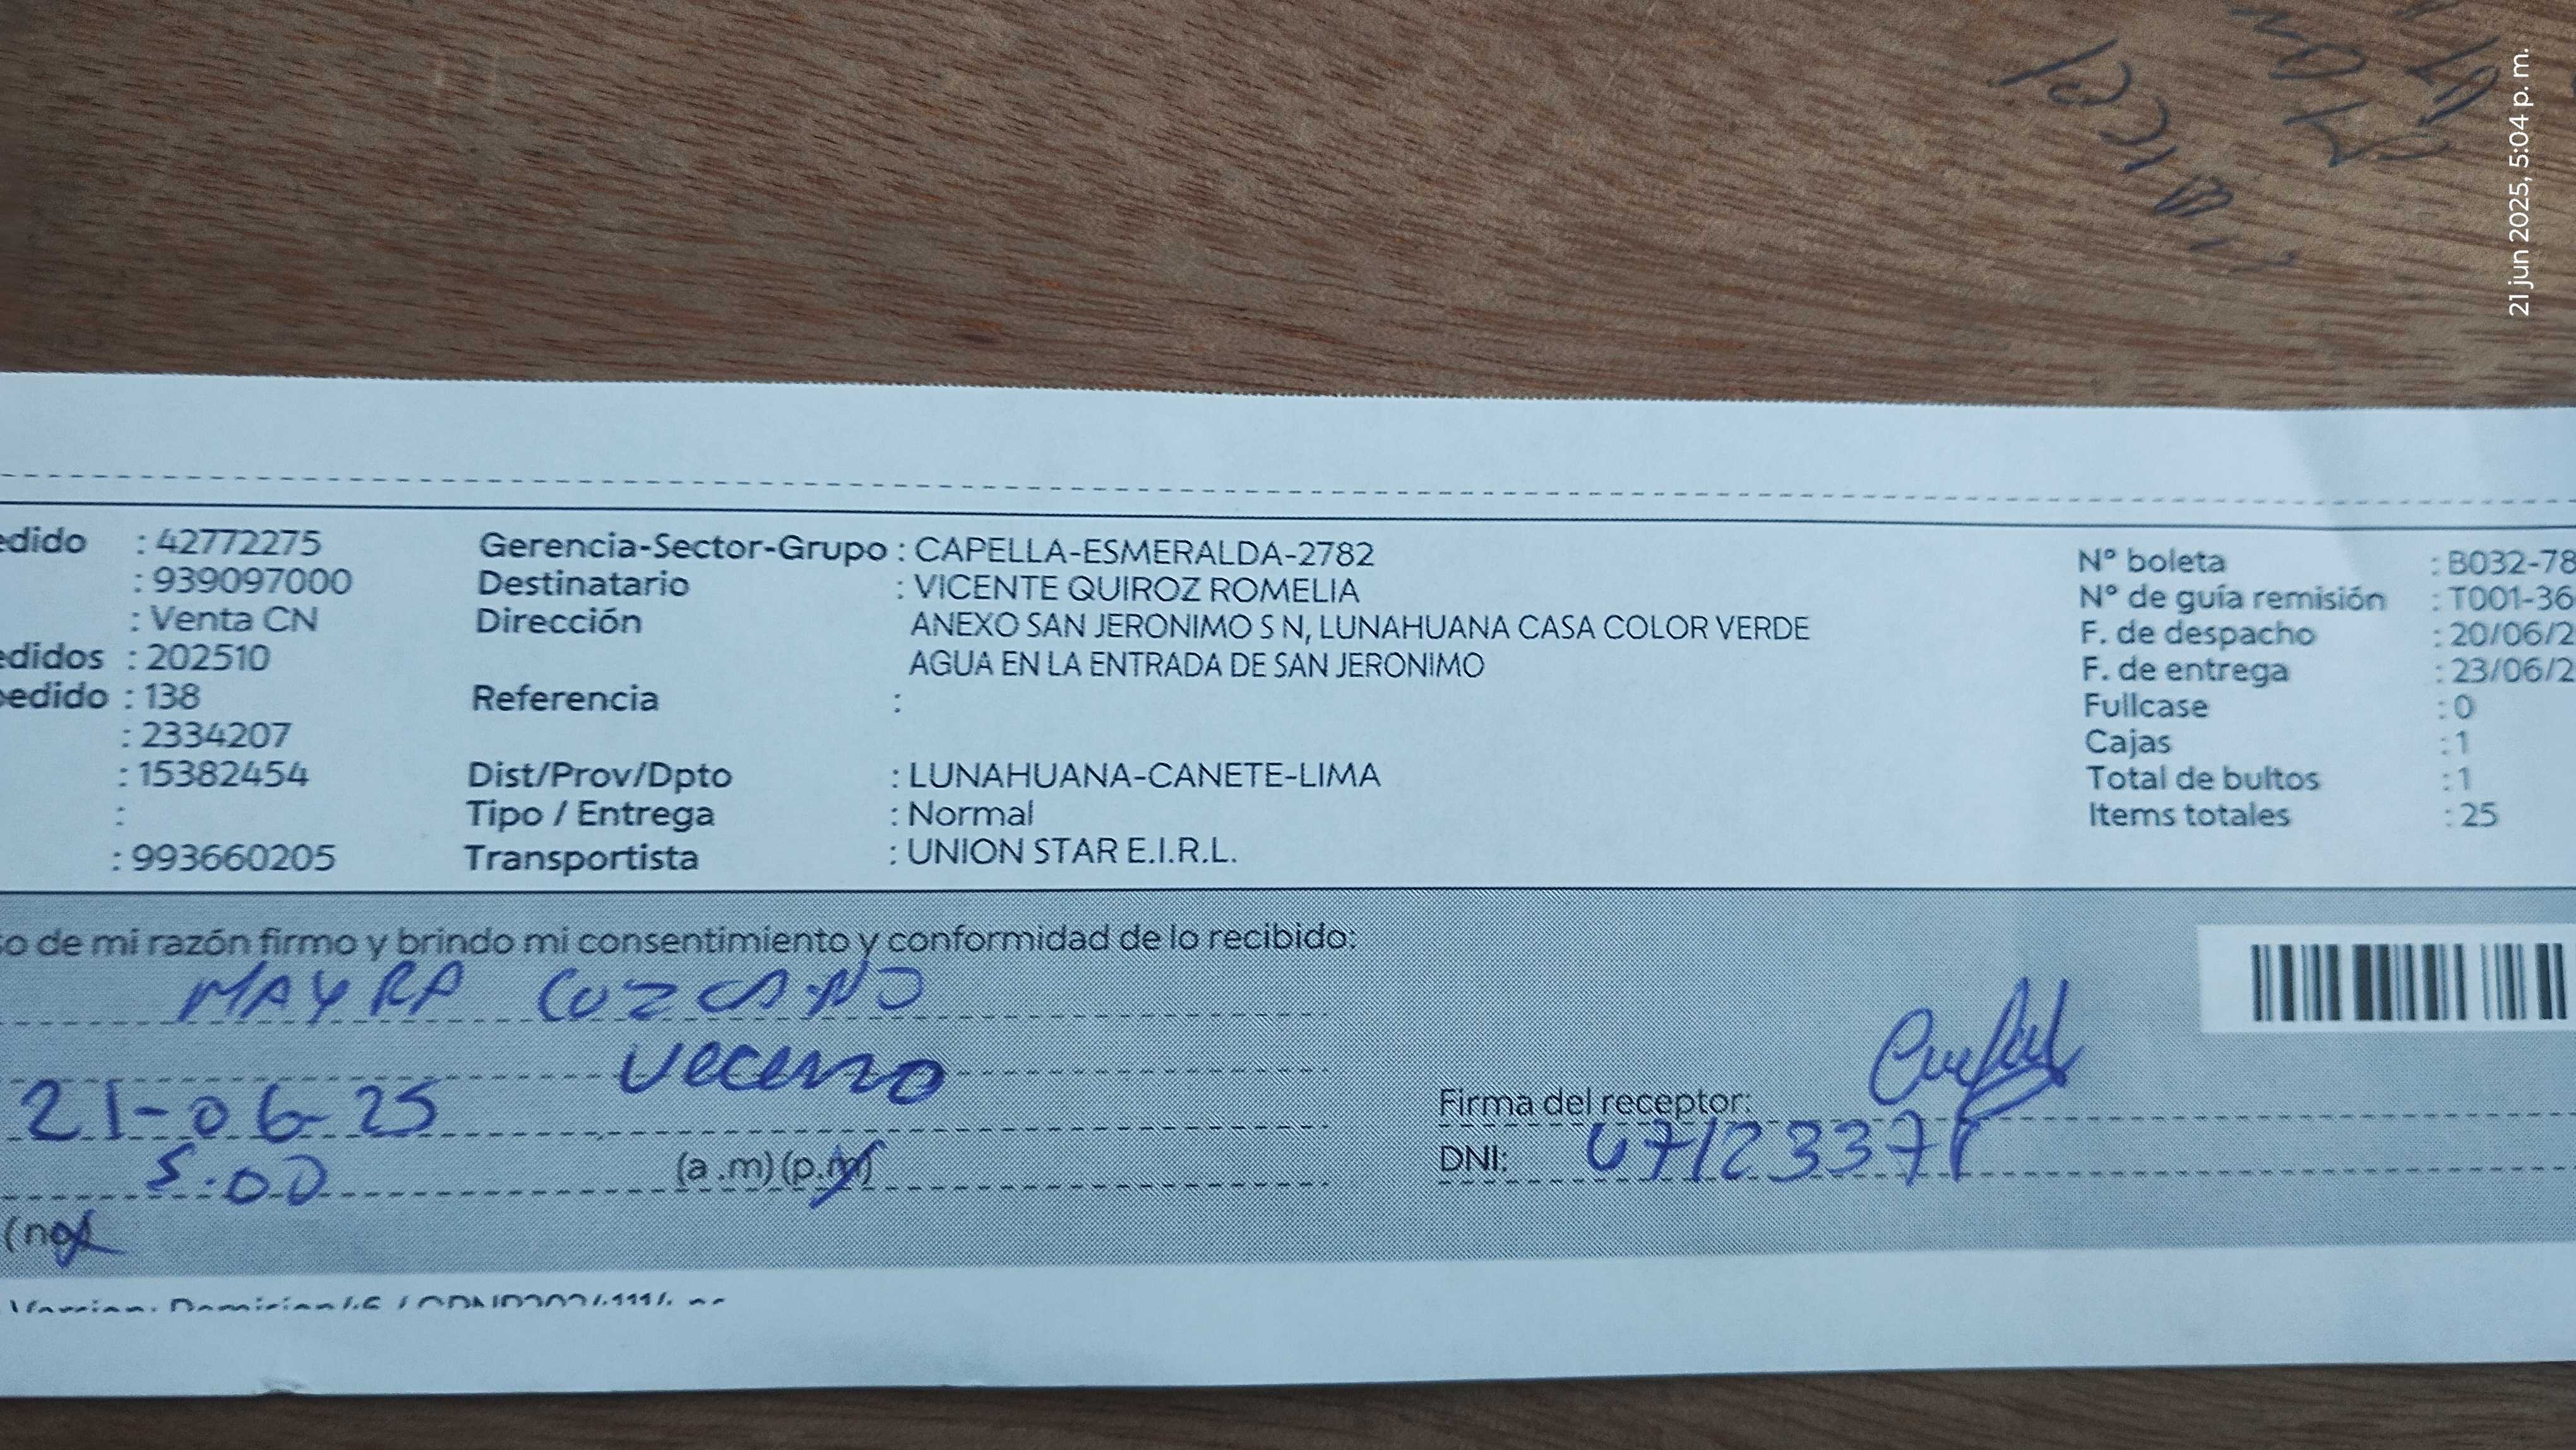 edido : 42772275
: 939097000
: Venta CN
edidos : 202510
pedido : 138
: 2334207
: 15382454
:
: 993660205
Gerencia-Sector-Grupo : CAPELLA-ESMERALDA-2782
Destinatario : VICENTE QUIROZ ROMELIA
Dirección ANEXO SAN JERONIMO S N, LUNAHUANA CASA COLOR VERDE
AGUA EN LA ENTRADA DE SAN JERONIMO
Referencia :
Dist/Prov/Dpto : LUNAHUANA-CANETE-LIMA
Tipo / Entrega : Normal
Transportista : UNION STAR E.I.R.L.
N° boleta : B032-78
N° de guía remisión : T001-36
F. de despacho : 20/06/2
F. de entrega : 23/06/2
Fullcase : 0
Cajas : 1
Total de bultos : 1
Items totales : 25
so de mi razón firmo y brindo mi consentimiento y conformidad de lo recibido:
MAYRA
21-06-25
5:00 (a .m) (p.m)
(no)
Firma del receptor:
DNI:
21 jun 2025, 5:04 p. m.